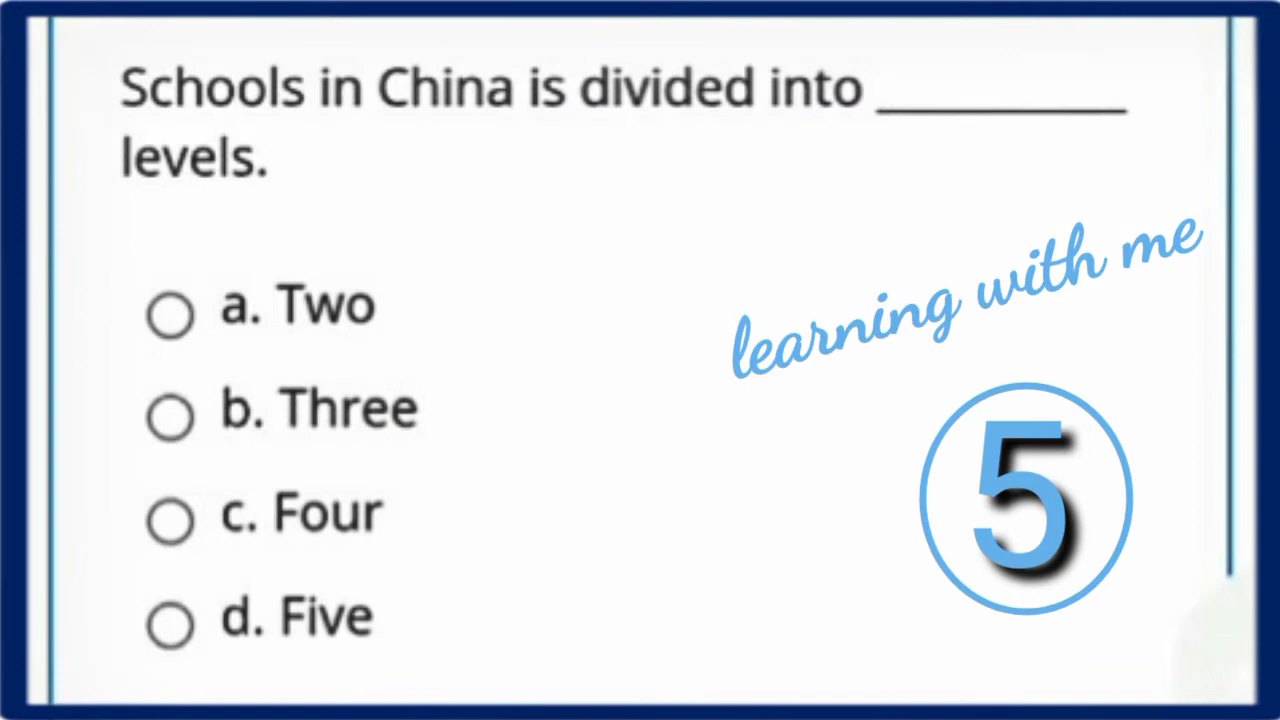 Schools in China is divided into __________
levels.
a. Two
b. Three
c. Four
d. Five
learning with me
5